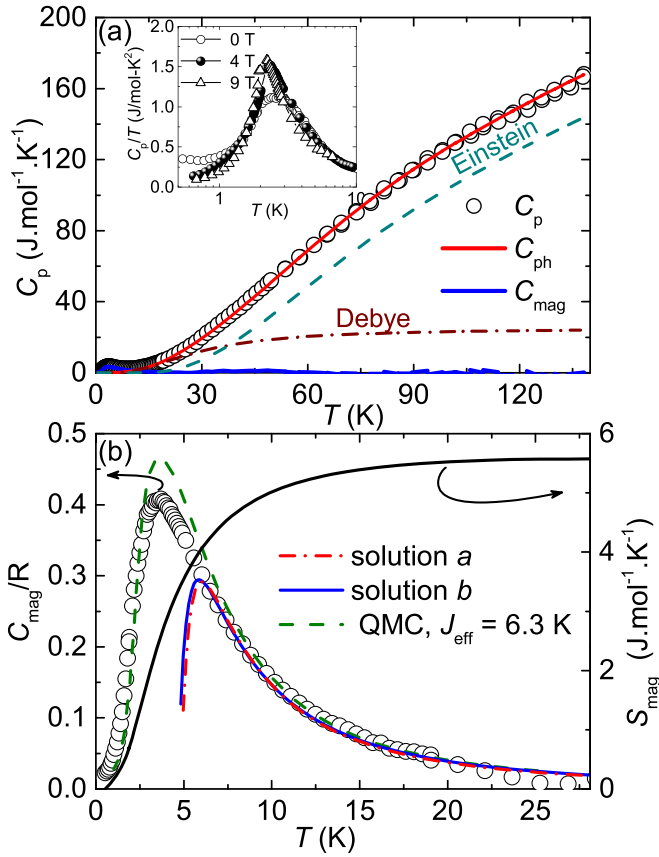 (a)
0 T
4 T
9 T
C_p/T (J/mol-K²)
2.0
1.5
1.0
0.5
0.0
1
10
T (K)
C_p (J.mol⁻¹.K⁻¹)
200
160
120
80
40
0
Einstein
Debye
C_p
C_ph
C_mag
0 30 60 90 120
T (K)
(b)
C_mag/R
0.5
0.4
0.3
0.2
0.1
0.0
solution a
solution b
QMC, J_eff = 6.3 K
6
4
2
0
S_mag (J.mol⁻¹.K⁻¹)
0 5 10 15 20 25
T (K)